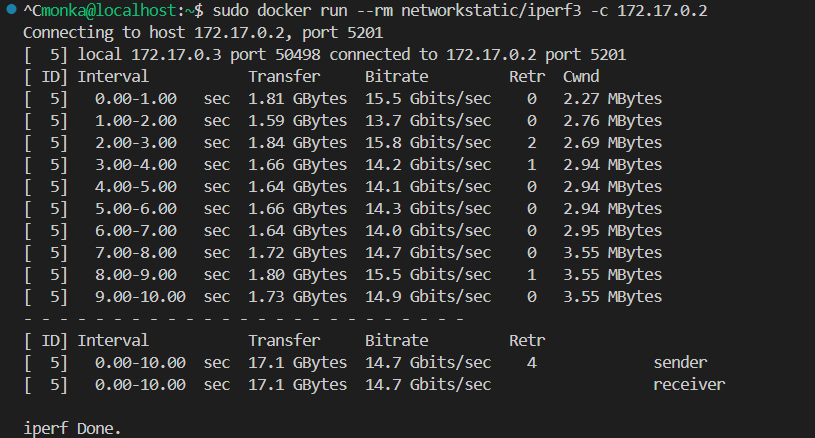 ^Cmonka@localhost:~$ sudo docker run --rm networkstatic/iperf3 -c 172.17.0.2
Connecting to host 172.17.0.2, port 5201
[  5] local 172.17.0.3 port 50498 connected to 172.17.0.2 port 5201
[ ID] Interval           Transfer     Bitrate         Retr  Cwnd
[  5]   0.00-1.00   sec  1.81 GBytes  15.5 Gbits/sec    0   2.27 MBytes
[  5]   1.00-2.00   sec  1.59 GBytes  13.7 Gbits/sec    0   2.76 MBytes
[  5]   2.00-3.00   sec  1.84 GBytes  15.8 Gbits/sec    2   2.69 MBytes
[  5]   3.00-4.00   sec  1.66 GBytes  14.2 Gbits/sec    1   2.94 MBytes
[  5]   4.00-5.00   sec  1.64 GBytes  14.1 Gbits/sec    0   2.94 MBytes
[  5]   5.00-6.00   sec  1.66 GBytes  14.3 Gbits/sec    0   2.94 MBytes
[  5]   6.00-7.00   sec  1.64 GBytes  14.0 Gbits/sec    0   2.95 MBytes
[  5]   7.00-8.00   sec  1.72 GBytes  14.7 Gbits/sec    0   3.55 MBytes
[  5]   8.00-9.00   sec  1.80 GBytes  15.5 Gbits/sec    1   3.55 MBytes
[  5]   9.00-10.00  sec  1.73 GBytes  14.9 Gbits/sec    0   3.55 MBytes
- - - - - - - - - - - - - - - - - - - - - - - - -
[ ID] Interval           Transfer     Bitrate         Retr
[  5]   0.00-10.00  sec  17.1 GBytes  14.7 Gbits/sec    4             sender
[  5]   0.00-10.00  sec  17.1 GBytes  14.7 Gbits/sec                  receiver

iperf Done.